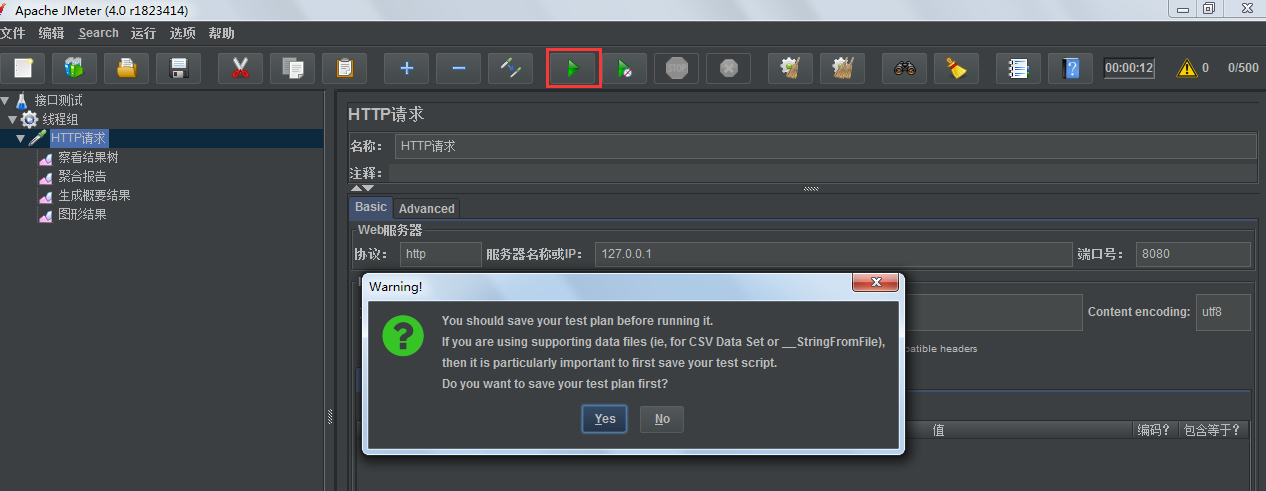 Apache JMeter (4.0 r1823414)
文件 编辑 Search 运行 选项 帮助
STOP 00:00:12 0 0/500
接口测试
线程组
HTTP请求
察看结果树
聚合报告
生成概要结果
图形结果
HTTP请求
名称: HTTP请求
注释:
Basic Advanced
Web服务器
协议: http 服务器名称或IP: 127.0.0.1 端口号: 8080
Warning!
You should save your test plan before running it.
If you are using supporting data files (ie, for CSV Data Set or __StringFromFile),
then it is particularly important to first save your test script.
Do you want to save your test plan first?
Yes No
Content encoding: utf8
headers
值 编码? 包含等于?